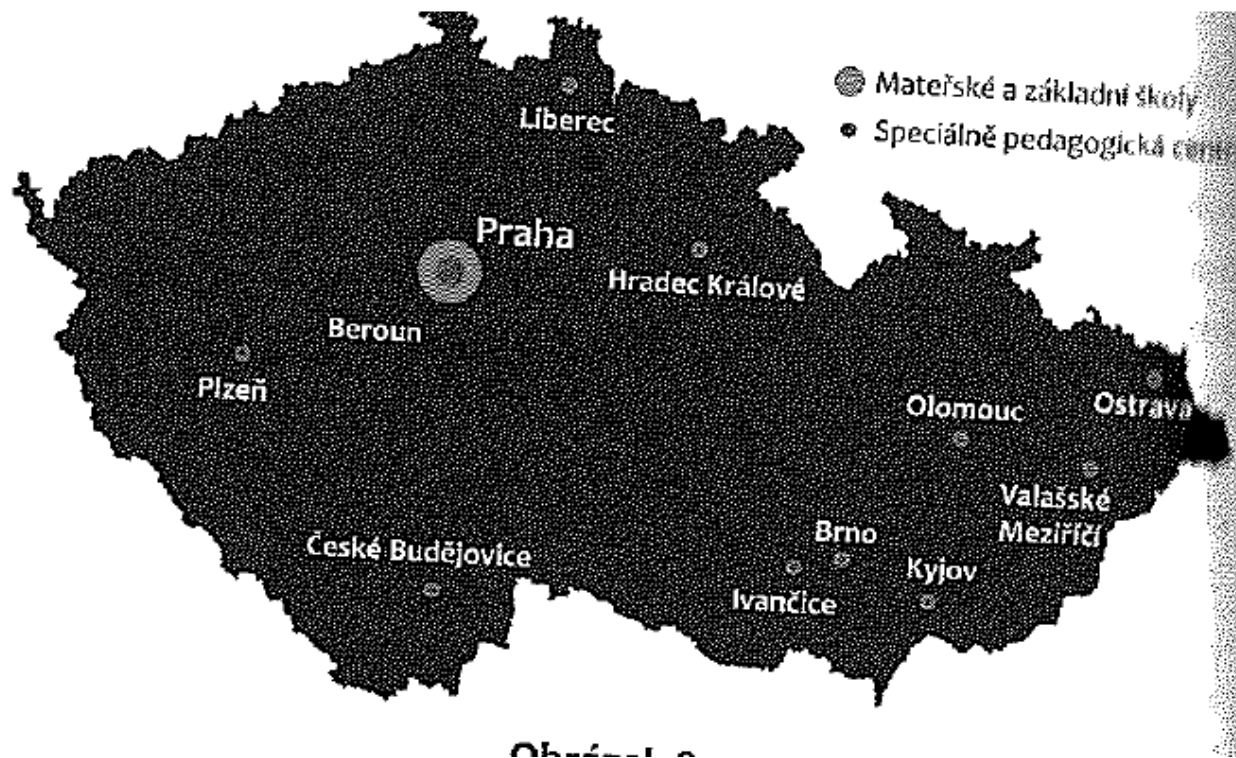 Mateřské a základní školy
Speciálně pedagogická
Liberec
Praha
Hradec Králové
Beroun
Plzeň
Olomouc
Ostrava
Valašské
Meziříčí
České Budějovice
Brno
Kyjov
Ivančice